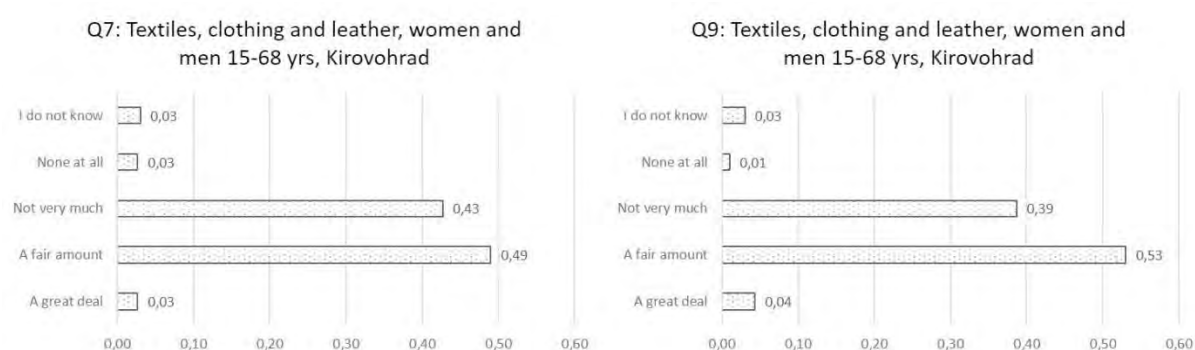 Q7: Textiles, clothing and leather, women and
men 15-68 yrs, Kirovohrad
I do not know 0,03
None at all 0,03
Not very much 0,43
A fair amount 0,49
A great deal 0,03
0,00 0,10 0,20 0,30 0,40 0,50 0,60
Q9: Textiles, clothing and leather, women and
men 15-68 yrs, Kirovohrad
I do not know 0,03
None at all 0,01
Not very much 0,39
A fair amount 0,53
A great deal 0,04
0,00 0,10 0,20 0,30 0,40 0,50 0,60